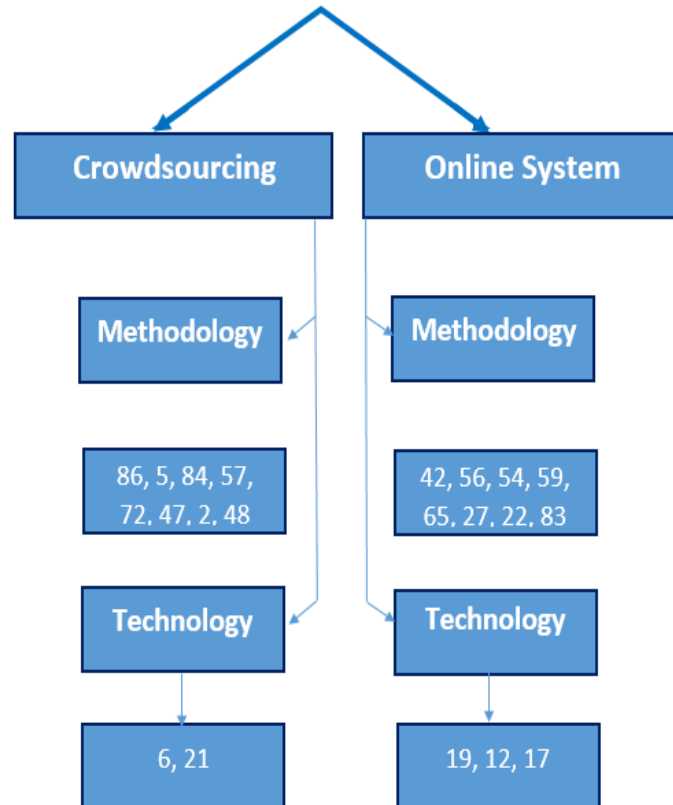 Crowdsourcing
Online System
Methodology
Methodology
86, 5, 84, 57,
72, 47, 2, 48
42, 56, 54, 59,
65, 27, 22, 83
Technology
Technology
6, 21
19, 12, 17